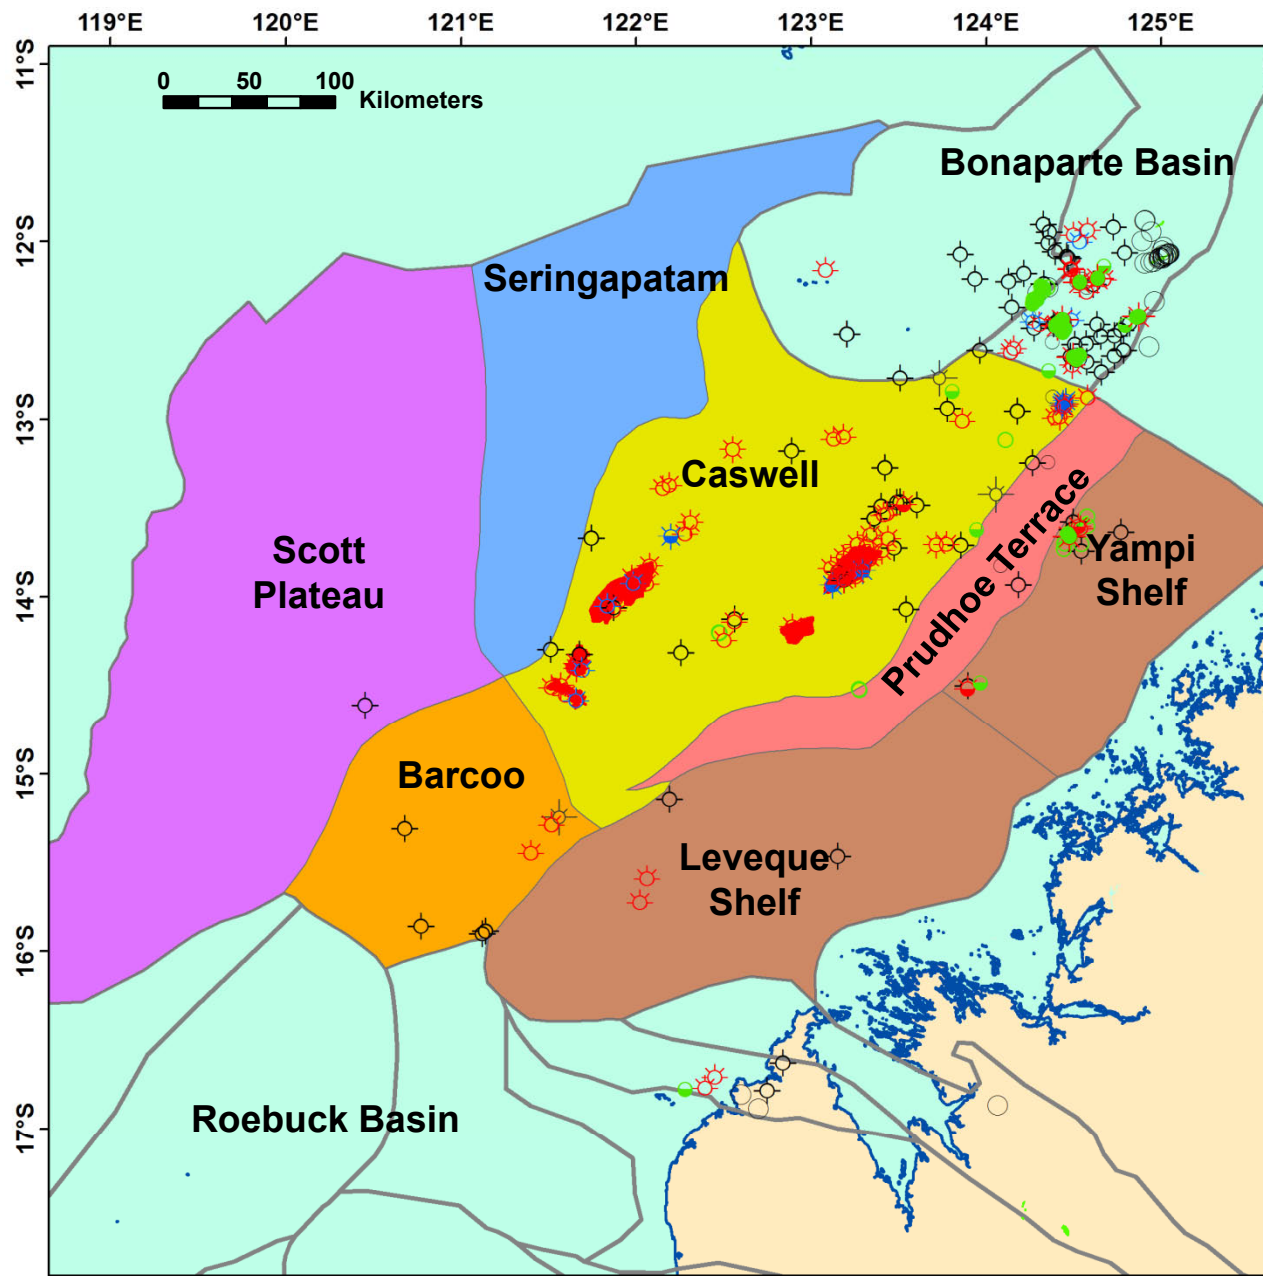 119°E 120°E 121°E 122°E 123°E 124°E 125°E
11°S
0 50 100
Kilometers
Bonaparte Basin
12°S
Seringapatam
13°S
Caswell
Prudhoe Terrace
Scott
Plateau
Yampi
Shelf
14°S
15°S
Barcoo
Leveque
Shelf
16°S
Roebuck Basin
17°S